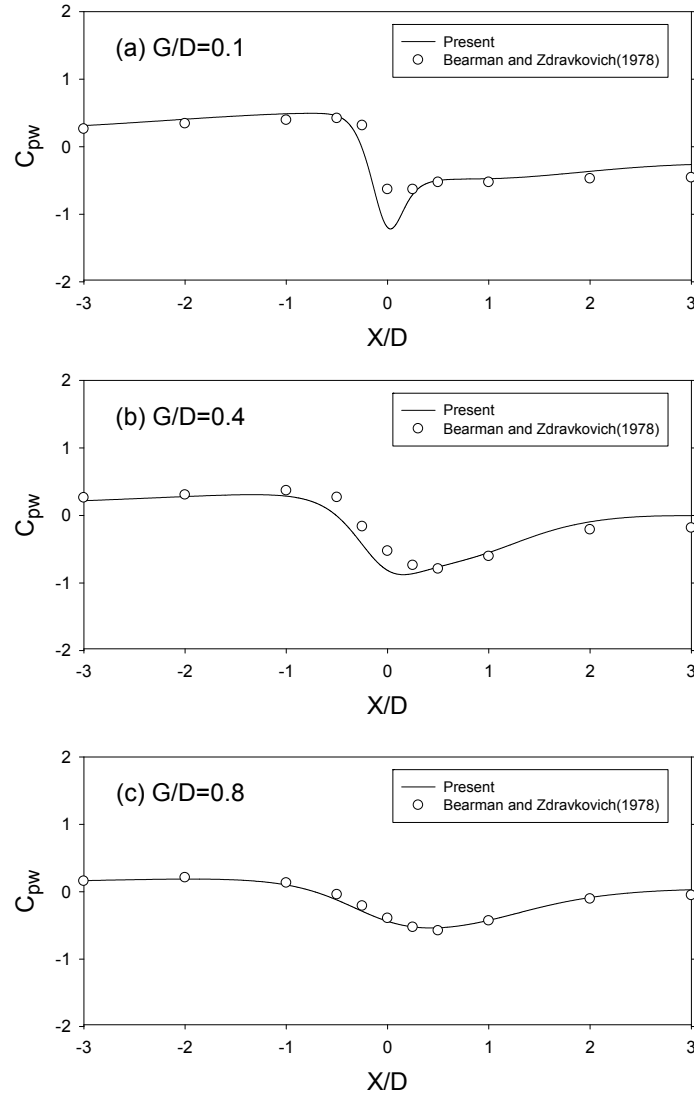 2
(a) G/D=0.1
Present
Bearman and Zdravkovich(1978)
1
Cpw
0
-1
-2
-3 -2 -1 0 1 2 3
X/D
2
(b) G/D=0.4
Present
Bearman and Zdravkovich(1978)
1
Cpw
0
-1
-2
-3 -2 -1 0 1 2 3
X/D
2
(c) G/D=0.8
Present
Bearman and Zdravkovich(1978)
1
Cpw
0
-1
-2
-3 -2 -1 0 1 2 3
X/D